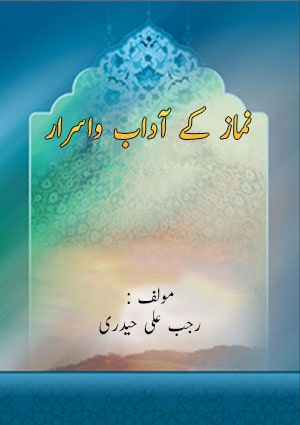 نماز کے آداب واسرار
مولف :
رجب علی حیدری